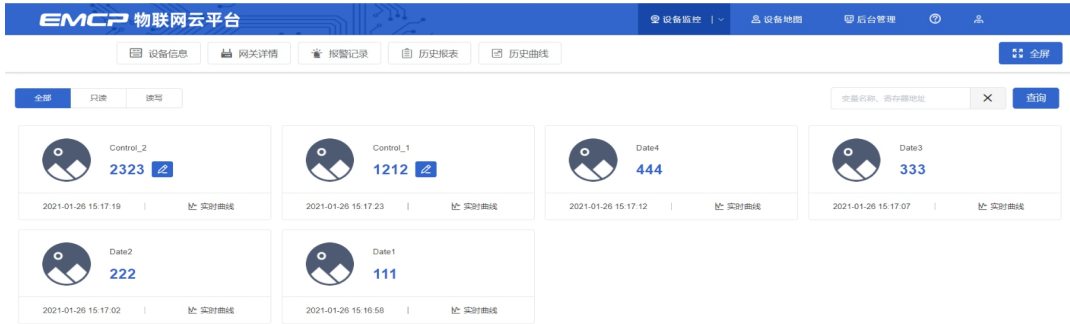 EMCP 物联网云平台 设备监控 设备地图 后台管理
设备信息 网关详情 报警记录 历史报表 历史曲线 全屏
全部 只读 读写 变量名称、寄存器地址 查询
Control_2 Control_1 Date4 Date3
2323 1212 444 333
2021-01-26 15:17:19 实时曲线 2021-01-26 15:17:23 实时曲线 2021-01-26 15:17:12 实时曲线 2021-01-26 15:17:07 实时曲线
Date2 Date1
222 111
2021-01-26 15:17:02 实时曲线 2021-01-26 15:16:58 实时曲线